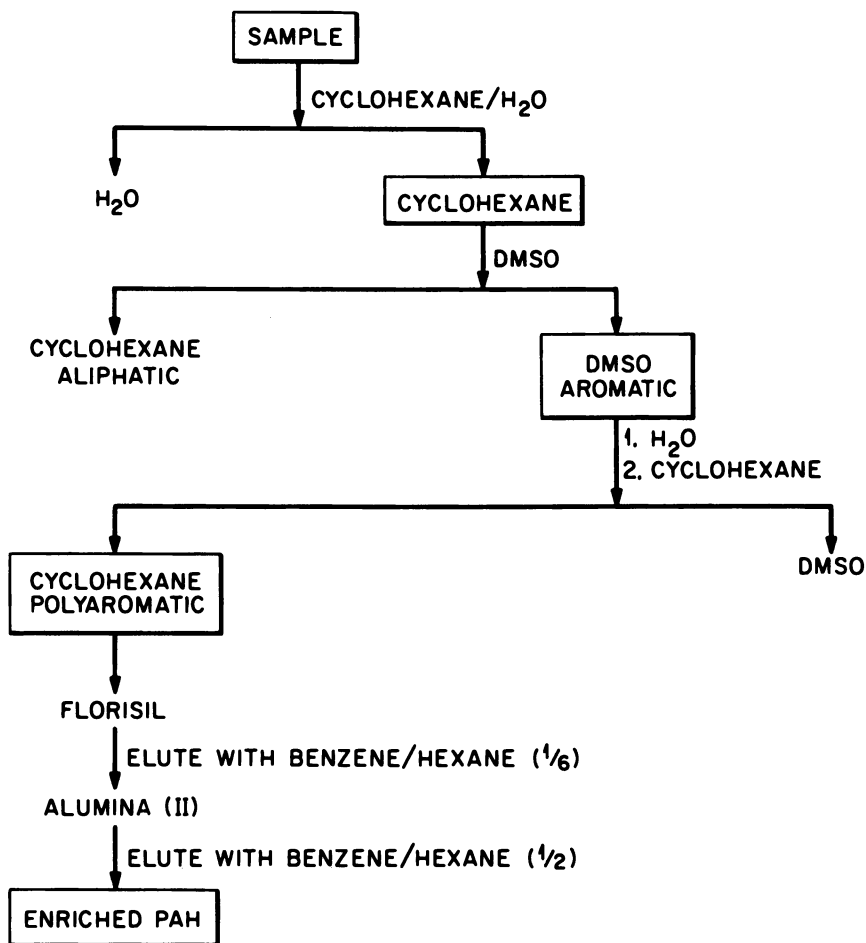 SAMPLE
CYCLOHEXANE/H2O
H2O
CYCLOHEXANE
DMSO
CYCLOHEXANE
ALIPHATIC
DMSO
AROMATIC
1. H2O
2. CYCLOHEXANE
CYCLOHEXANE
POLYAROMATIC
DMSO
FLORISIL
ELUTE WITH BENZENE/HEXANE (1/6)
ALUMINA (II)
ELUTE WITH BENZENE/HEXANE (1/2)
ENRICHED PAH